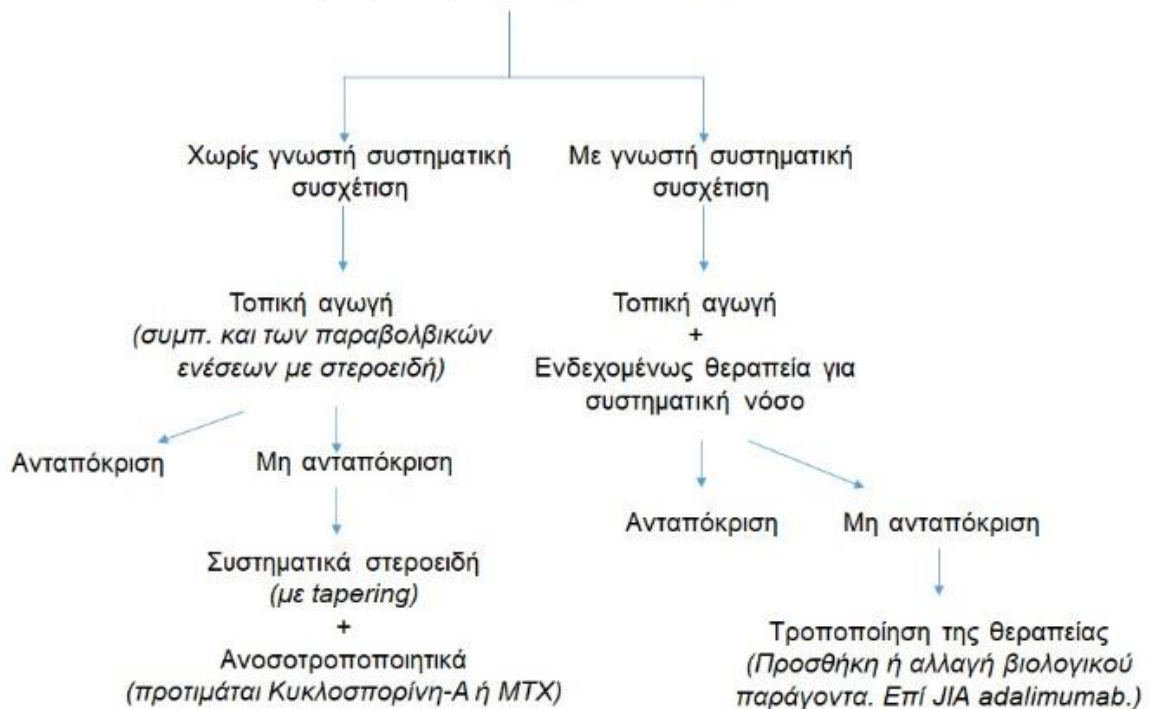 Χωρίς γνωστή συστηματική
συσχέτιση
Με γνωστή συστηματική
συσχέτιση
Τοπική αγωγή
(συμπ. και των παραβολβικών
ενέσεων με στεροειδή)
Τοπική αγωγή
+
Ενδεχομένως θεραπεία για
συστηματική νόσο
Ανταπόκριση
Μη ανταπόκριση
Ανταπόκριση
Μη ανταπόκριση
Συστηματικά στεροειδή
(με tapering)
+
Ανοσοτροποποιητικά
(προτιμάται Κυκλοσπορίνη-Α ή MTX)
Τροποποίηση της θεραπείας
(Προσθήκη ή αλλαγή βιολογικού
παράγοντα. Επί JIA adalimumab.)